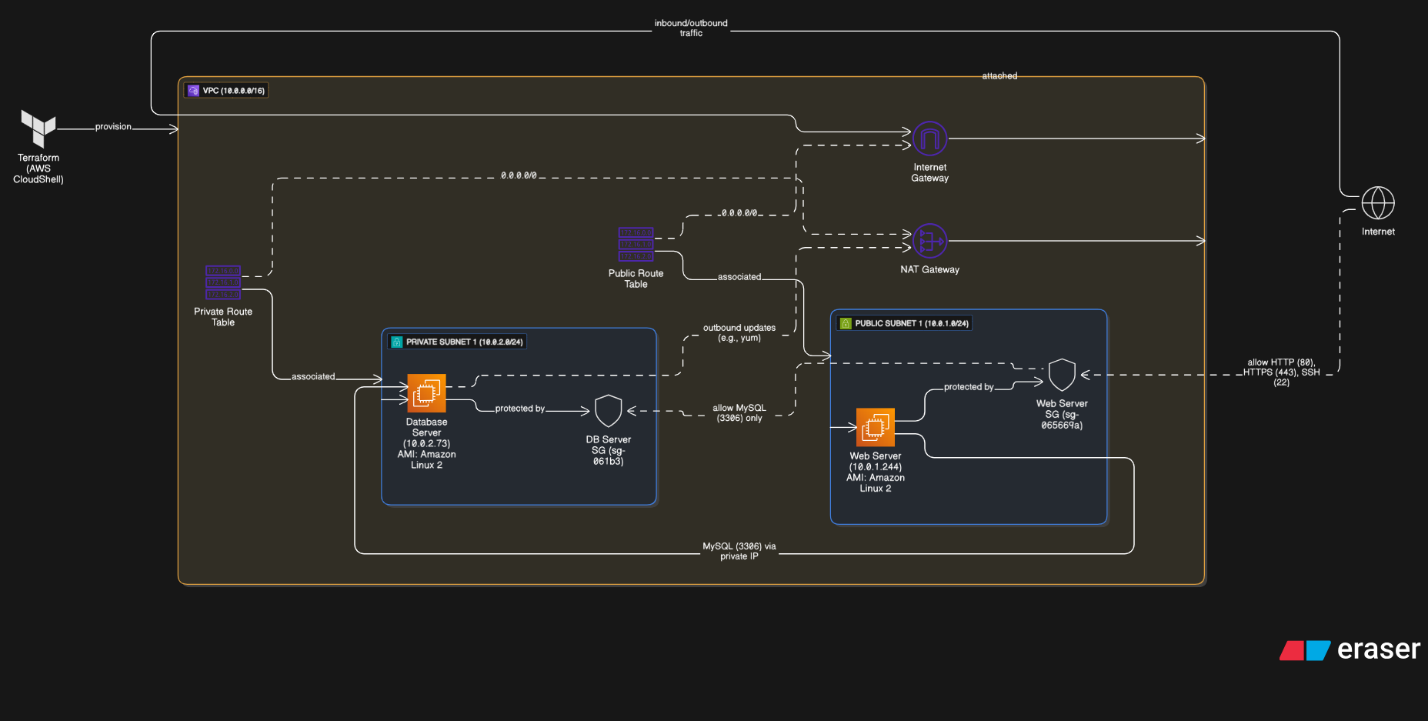 inbound/outbound
traffic
attached
VPC (10.0.0.0/16)
provision
Terraform
(AWS
CloudShell)
Internet
Gateway
0.0.0.0/0
Internet
0.0.0.0/0
Public Route
Table
NAT Gateway
associated
Private Route
Table
PRIVATE SUBNET 1 (10.0.2.0/24)
outbound updates
(e.g., yum)
PUBLIC SUBNET 1 (10.0.1.0/24)
associated
allow HTTP (80),
HTTPS (443), SSH
(22)
protected by
Web Server
SG (sg-
065669a)
protected by
allow MySQL
(3306) only
Database
Server
(10.0.2.73)
AMI: Amazon
Linux 2
DB Server
SG (sg-
061b3)
Web Server
(10.0.1.244)
AMI: Amazon
Linux 2
MySQL (3306) via
private IP
eraser